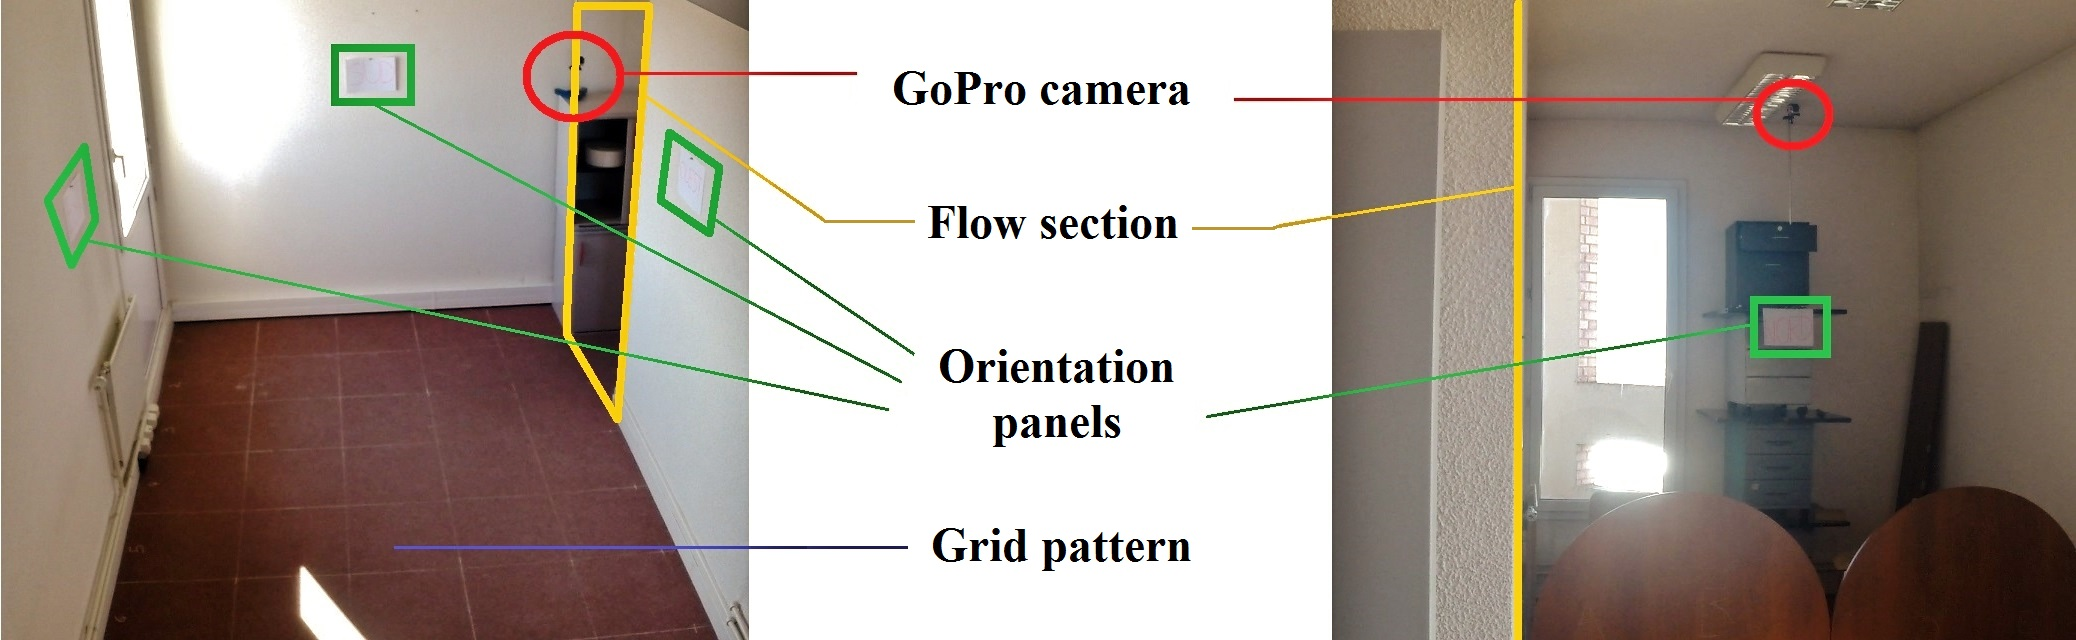 GoPro camera
Flow section
Orientation
panels
Grid pattern